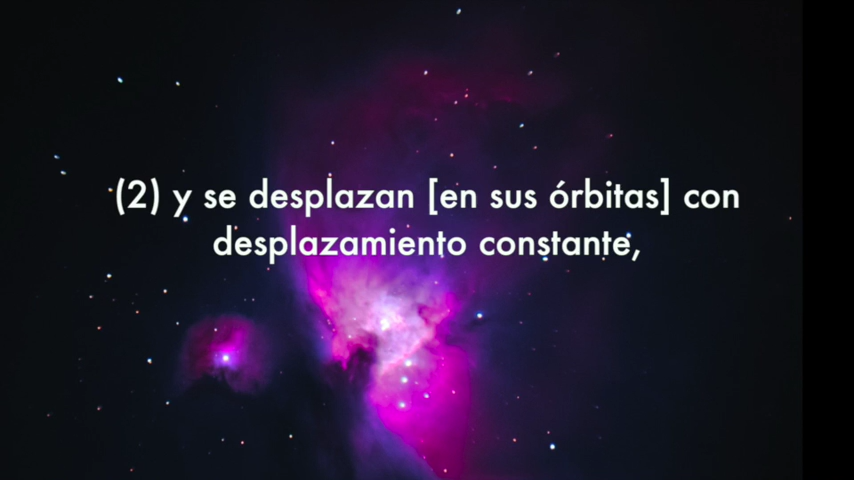 (2) y se desplazan [en sus órbitas] con
desplazamiento constante,